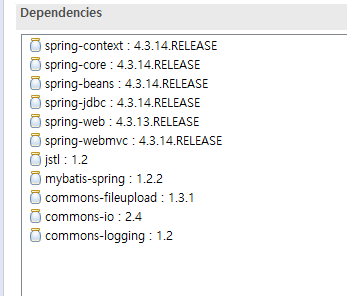 Dependencies
spring-context : 4.3.14.RELEASE
spring-core : 4.3.14.RELEASE
spring-beans : 4.3.14.RELEASE
spring-jdbc : 4.3.14.RELEASE
spring-web : 4.3.13.RELEASE
spring-webmvc : 4.3.14.RELEASE
jstl : 1.2
mybatis-spring : 1.2.2
commons-fileupload : 1.3.1
commons-io : 2.4
commons-logging : 1.2